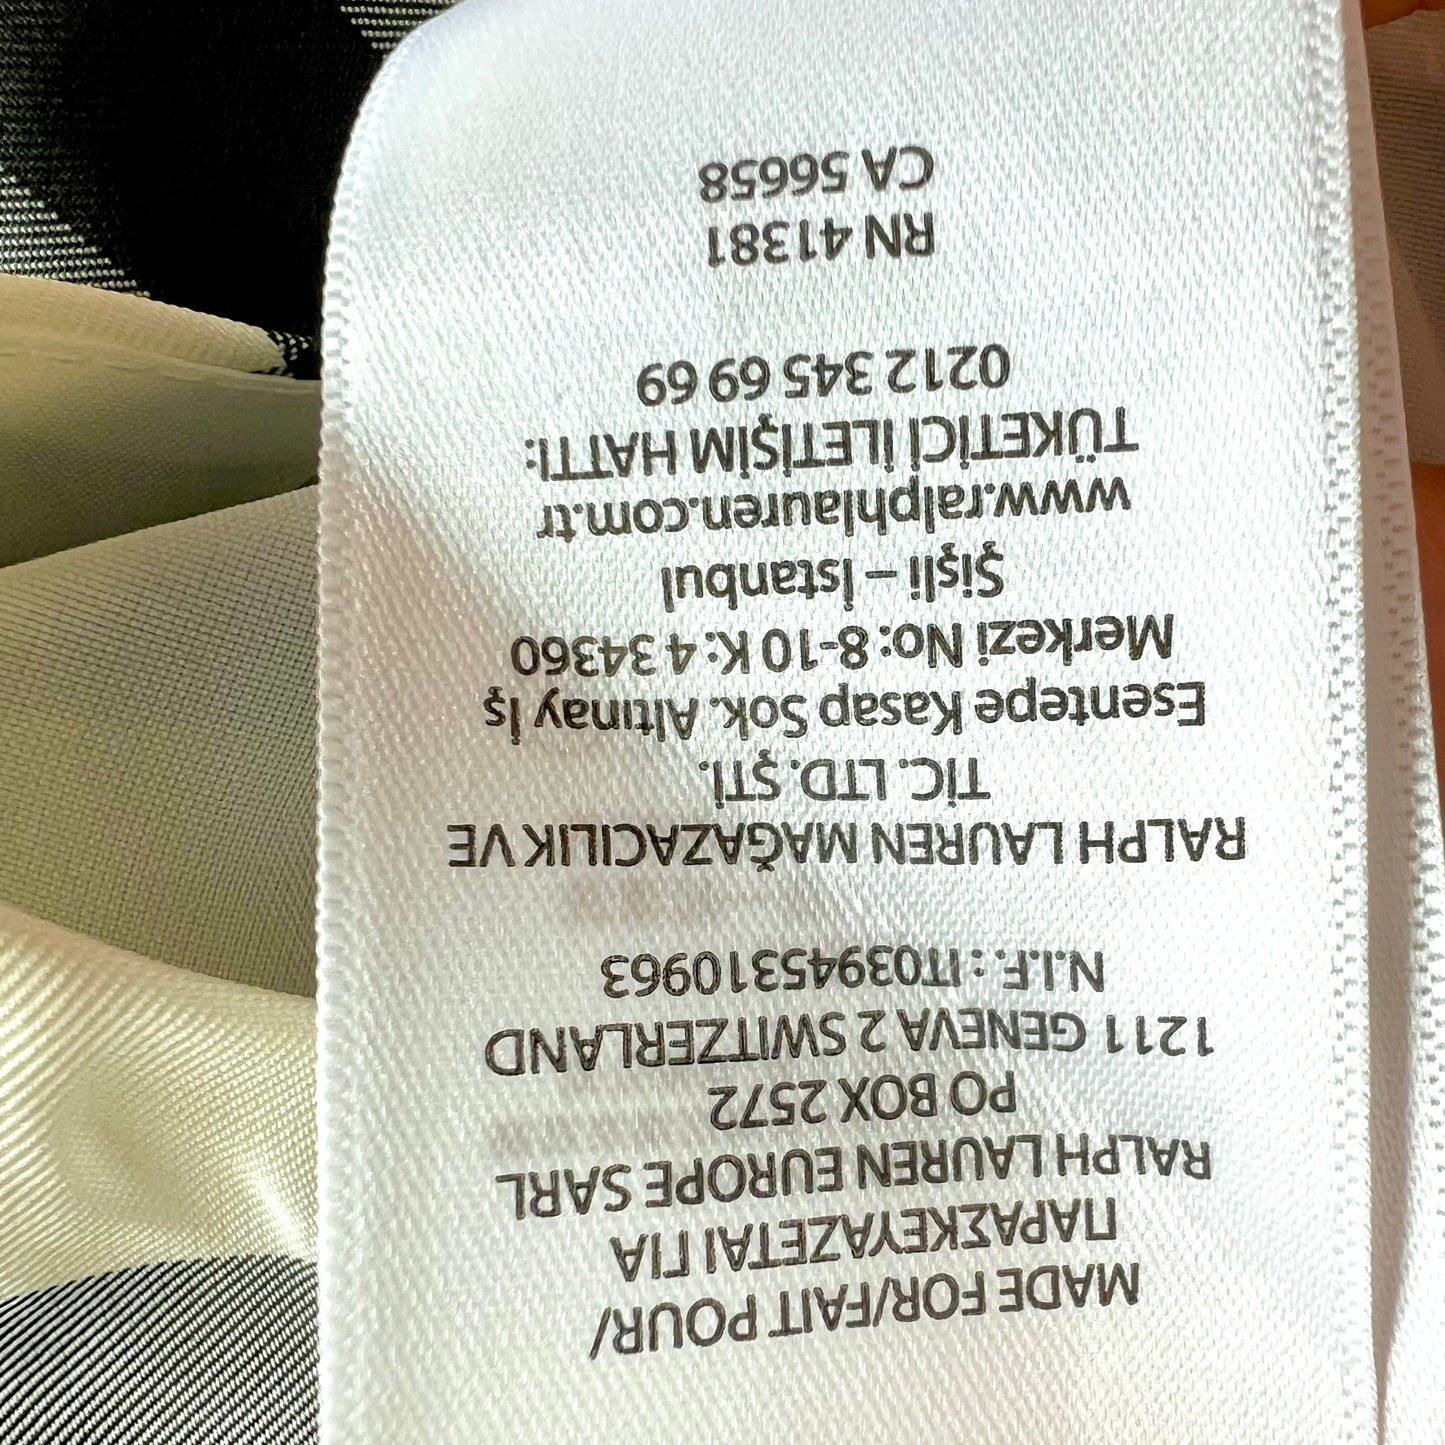 MADE FOR/FAIT POUR/
ΠΑΡΑΣΚΕΥΑΖΕΤΑΙ ΓΙΑ
RALPH LAUREN EUROPE SARL
PO BOX 2572
1211 GENEVA 2 SWITZERLAND
N.I.F. : IT03945310963
RALPH LAUREN MAĞAZACILIK VE
TİC. LTD. ŞTİ.
Esentepe Kasap Sok. Altınay İş
Merkezi No: 8-10 K: 4 34360
Şişli – İstanbul
www.ralphlauren.com.tr
TÜKETİCİ İLETİŞİM HATTI:
0212 345 69 69
RN 41381
CA 56658